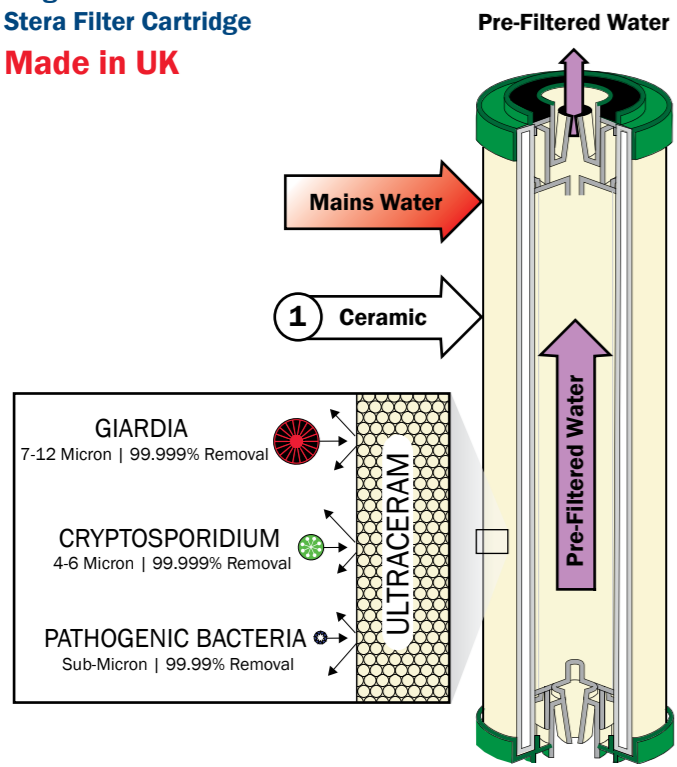 Stera Filter Cartridge
Made in UK
Pre-Filtered Water
Mains Water
1 Ceramic
GIARDIA
7-12 Micron | 99.999% Removal
CRYPTOSPORIDIUM
4-6 Micron | 99.999% Removal
PATHOGENIC BACTERIA
Sub-Micron | 99.99% Removal
ULTRACERAM
Pre-Filtered Water